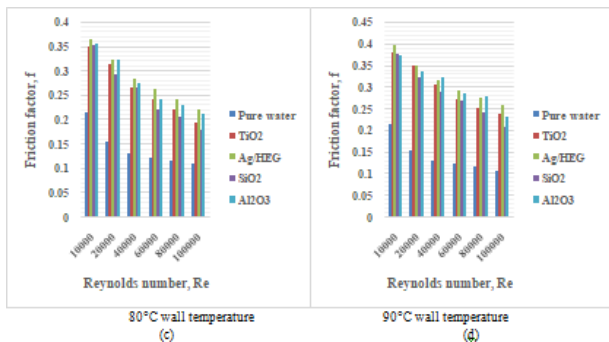 0.4
0.35
0.3
0.25
0.2
0.15
0.1
0.05
0
Friction factor, f
10000
20000
40000
60000
80000
100000
Reynolds number, Re
Pure water
TiO2
Ag/HEG
SiO2
Al2O3
80°C wall temperature
(c)
0.45
0.4
0.35
0.3
0.25
0.2
0.15
0.1
0.05
0
Friction factor, f
10000
20000
40000
60000
80000
100000
Reynolds number, Re
Pure water
TiO2
Ag/HEG
SiO2
Al2O3
90°C wall temperature
(d)